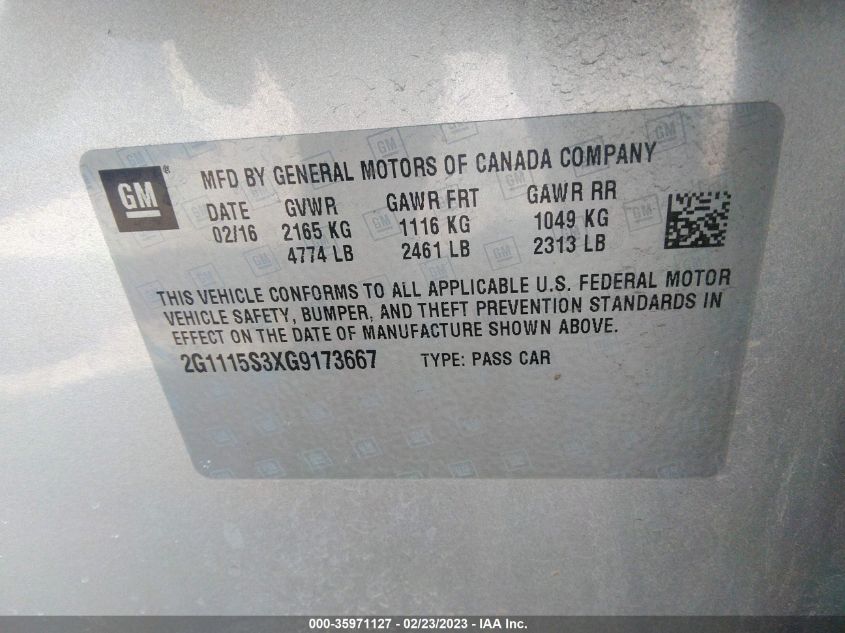 GM
MFD BY GENERAL MOTORS OF CANADA COMPANY
DATE GVWR GAWR FRT GAWR RR
02/16 2165 KG 1116 KG 1049 KG
4774 LB 2461 LB 2313 LB
THIS VEHICLE CONFORMS TO ALL APPLICABLE U.S. FEDERAL MOTOR
VEHICLE SAFETY, BUMPER, AND THEFT PREVENTION STANDARDS IN
EFFECT ON THE DATE OF MANUFACTURE SHOWN ABOVE.
2G1115S3XG9173667 TYPE: PASS CAR
000-35971127 - 02/23/2023 - IAA Inc.